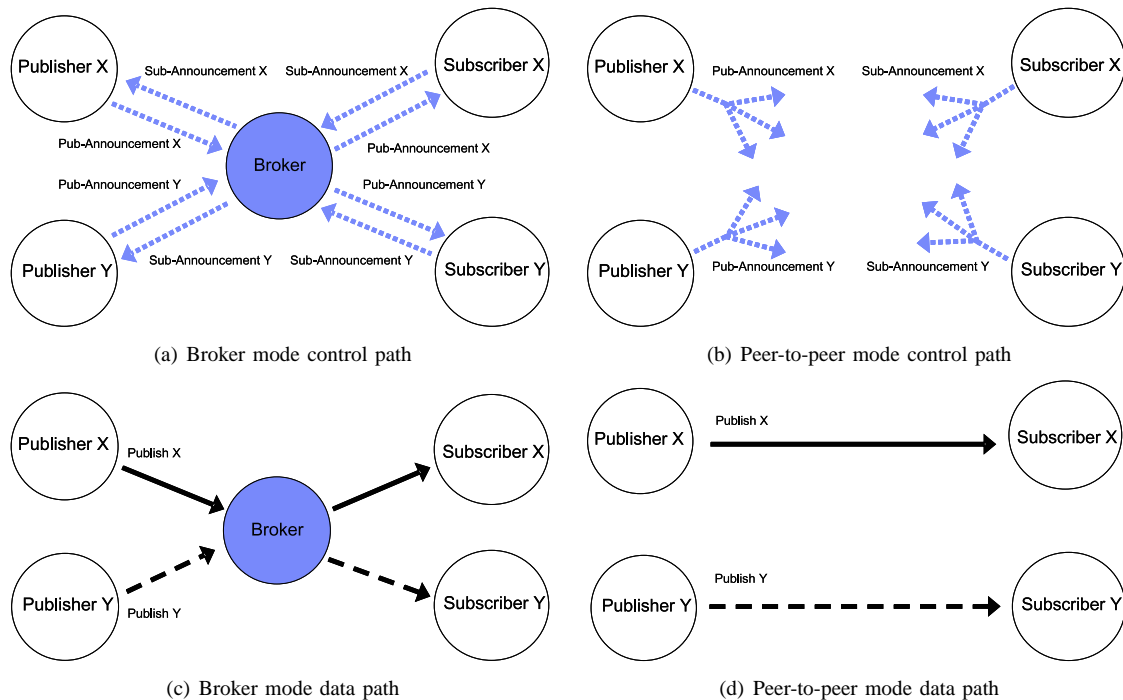 Publisher X
Sub-Announcement X
Sub-Announcement X
Subscriber X
Pub-Announcement X
Broker
Pub-Announcement X
Pub-Announcement Y
Pub-Announcement Y
Publisher Y
Sub-Announcement Y
Sub-Announcement Y
Subscriber Y
(a) Broker mode control path
Publisher X
Pub-Announcement X
Sub-Announcement X
Subscriber X
Publisher Y
Pub-Announcement Y
Sub-Announcement Y
Subscriber Y
(b) Peer-to-peer mode control path
Publisher X
Publish X
Subscriber X
Broker
Publisher Y
Publish Y
Subscriber Y
(c) Broker mode data path
Publisher X
Publish X
Subscriber X
Publisher Y
Publish Y
Subscriber Y
(d) Peer-to-peer mode data path